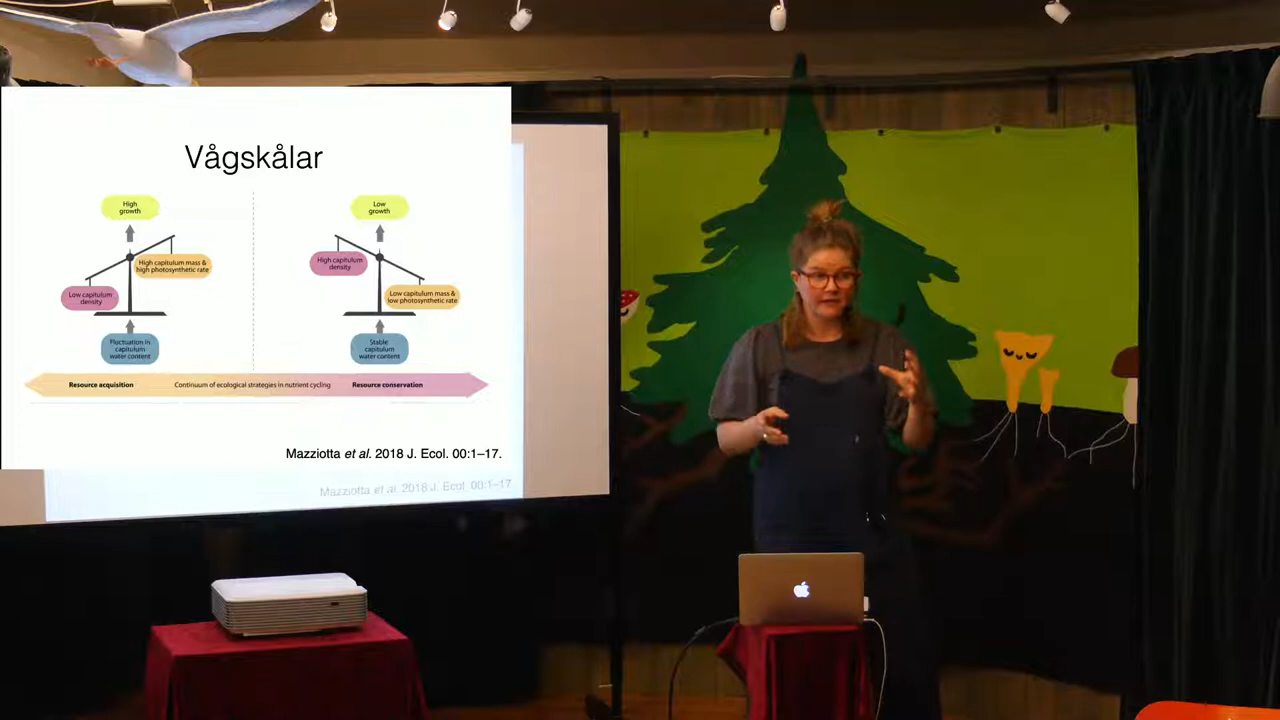 Vågskålar
High
growth
High capitulum mass &
high photosynthetic rate
Low capitulum
density
Fluctuation in
capitulum
water content
Low
growth
High capitulum
density
Low capitulum mass &
low photosynthetic rate
Stable
capitulum
water content
Resource acquisition
Continuum of ecological strategies in nutrient cycling
Resource conservation
Mazziotta et al. 2018 J. Ecol. 00:1–17.
Mazziotta et al. 2018 J. Ecol. 00:1–17